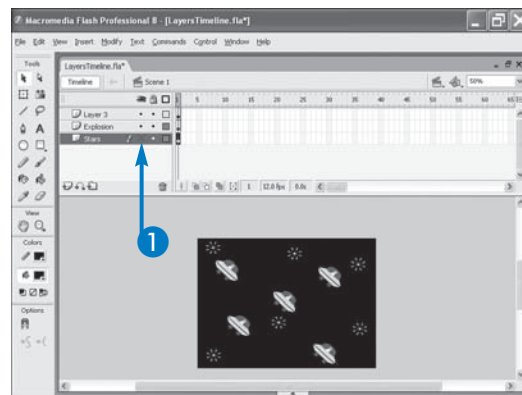 Macromedia Flash Professional 8 - [LayersTimeline.fla*]
File Edit View Insert Modify Text Commands Control Window Help
Tools
LayersTimeline.fla*
Timeline Scene 1 50%
1 5 10 15 20 25 30 35 40 45 50 55 60 65
Layer 3
Explosion
Stars
1 12.0 fps 0.0s
View
Colors
Options
1